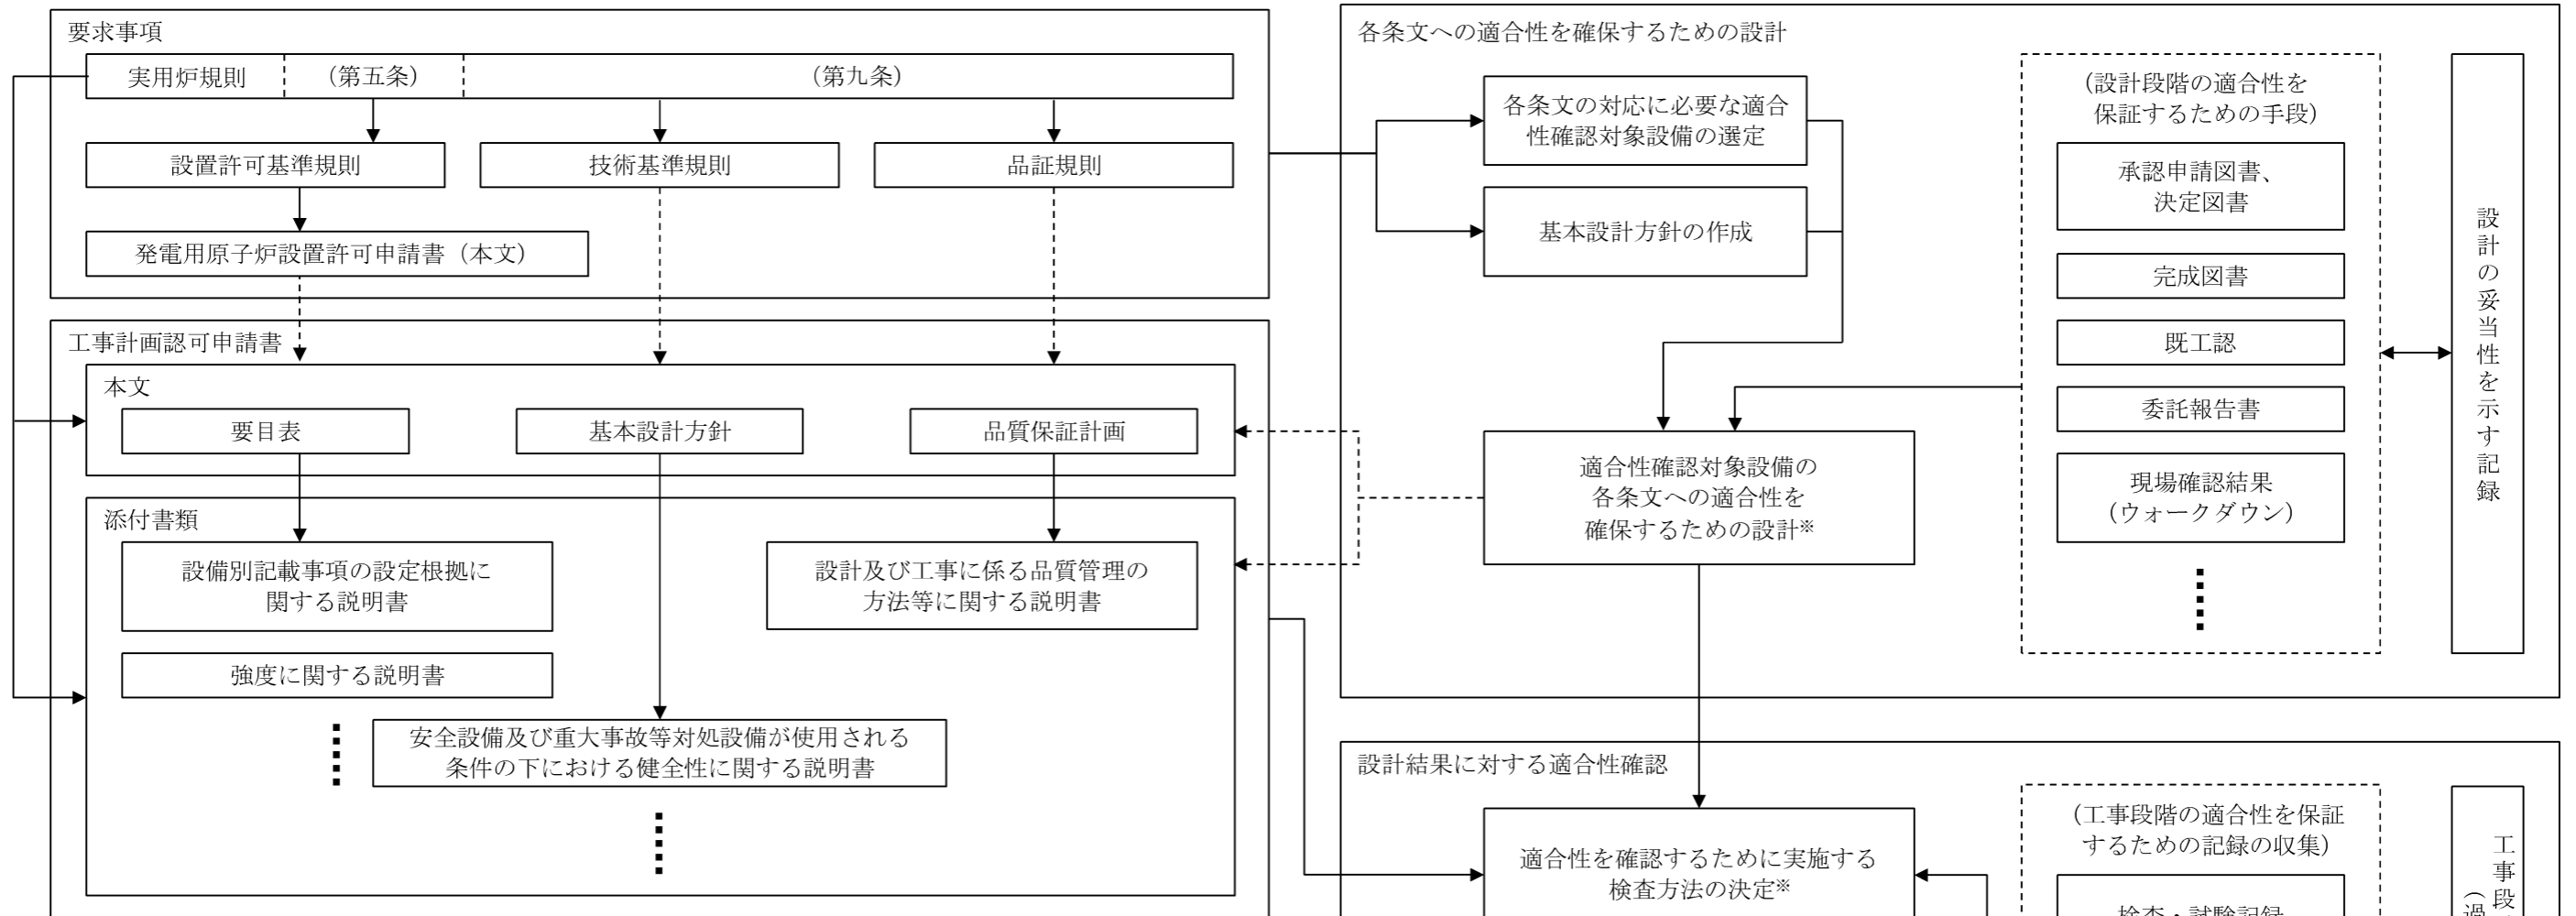 要求事項
実用炉規則
(第五条)
(第九条)
設置許可基準規則
技術基準規則
品証規則
発電用原子炉設置許可申請書（本文）
工事計画認可申請書
本文
要目表
基本設計方針
品質保証計画
添付書類
設備別記載事項の設定根拠に
関する説明書
設計及び工事に係る品質管理の
方法等に関する説明書
強度に関する説明書
安全設備及び重大事故等対処設備が使用される
条件の下における健全性に関する説明書
各条文への適合性を確保するための設計
各条文の対応に必要な適合
性確認対象設備の選定
基本設計方針の作成
適合性確認対象設備の
各条文への適合性を
確保するための設計※
(設計段階の適合性を
保証するための手段)
承認申請図書、
決定図書
完成図書
既工認
委託報告書
現場確認結果
(ウォークダウン)
設計の妥当性を示す記録
設計結果に対する適合性確認
適合性を確認するために実施する
検査方法の決定※
(工事段階の適合性を保証
するための記録の収集)
検査・試験記録
工事段
(過